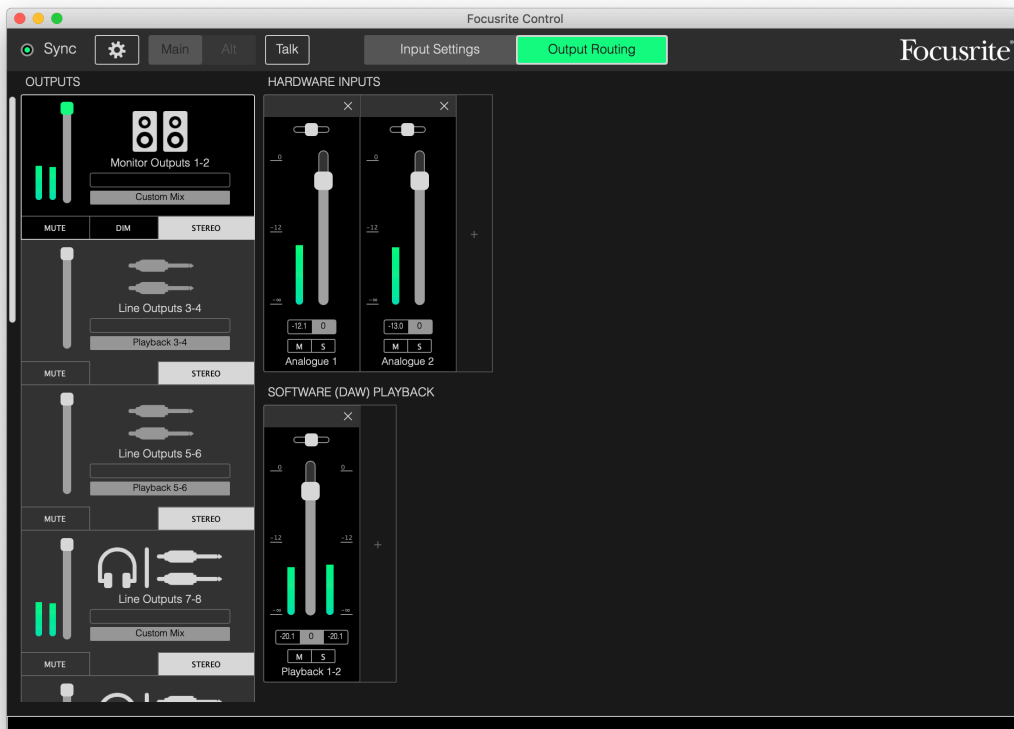 Focusrite Control
Sync
Main
Alt
Talk
Input Settings
Output Routing
Focusrite®
OUTPUTS
Monitor Outputs 1-2
Custom Mix
MUTE
DIM
STEREO
Line Outputs 3-4
Playback 3-4
MUTE
STEREO
Line Outputs 5-6
Playback 5-6
MUTE
STEREO
Line Outputs 7-8
Custom Mix
MUTE
STEREO
HARDWARE INPUTS
0
-12
-∞
-12.1 0
M S
Analogue 1
0
-12
-∞
-13.0 0
M S
Analogue 2
+
SOFTWARE (DAW) PLAYBACK
0 0
-12 -12
-∞ -∞
-20.1 0 -20.1
M S
Playback 1-2
+